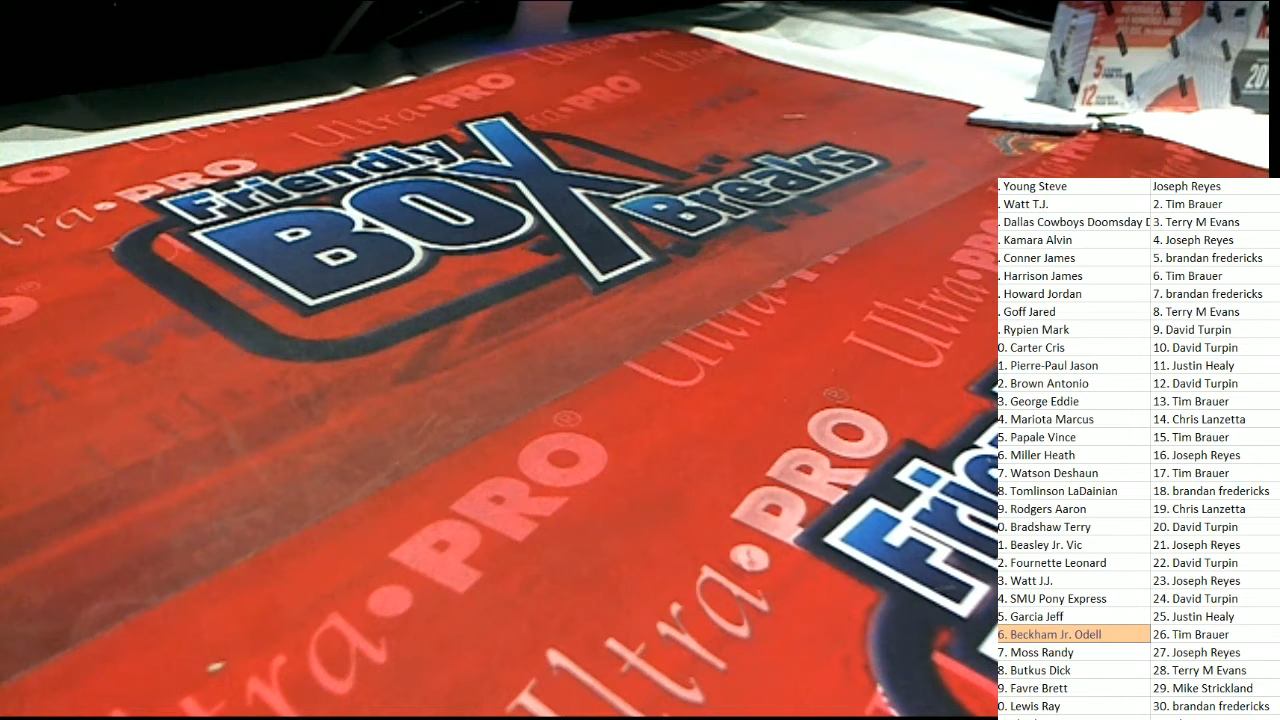 Ultra•PRO
Ultra•PRO
Friendly
BOX
Breaks
Ultra•PRO
Ultra•PRO®
Ultra•PRO®
5
12
20
. Young Steve Joseph Reyes
. Watt T.J. 2. Tim Brauer
. Dallas Cowboys Doomsday D 3. Terry M Evans
. Kamara Alvin 4. Joseph Reyes
. Conner James 5. brandan fredericks
. Harrison James 6. Tim Brauer
. Howard Jordan 7. brandan fredericks
. Goff Jared 8. Terry M Evans
. Rypien Mark 9. David Turpin
0. Carter Cris 10. David Turpin
1. Pierre-Paul Jason 11. Justin Healy
2. Brown Antonio 12. David Turpin
3. George Eddie 13. Tim Brauer
4. Mariota Marcus 14. Chris Lanzetta
5. Papale Vince 15. Tim Brauer
6. Miller Heath 16. Joseph Reyes
7. Watson Deshaun 17. Tim Brauer
8. Tomlinson LaDainian 18. brandan fredericks
9. Rodgers Aaron 19. Chris Lanzetta
0. Bradshaw Terry 20. David Turpin
1. Beasley Jr. Vic 21. Joseph Reyes
2. Fournette Leonard 22. David Turpin
3. Watt J.J. 23. Joseph Reyes
4. SMU Pony Express 24. David Turpin
5. Garcia Jeff 25. Justin Healy
6. Beckham Jr. Odell 26. Tim Brauer
7. Moss Randy 27. Joseph Reyes
8. Butkus Dick 28. Terry M Evans
9. Favre Brett 29. Mike Strickland
0. Lewis Ray 30. brandan fredericks